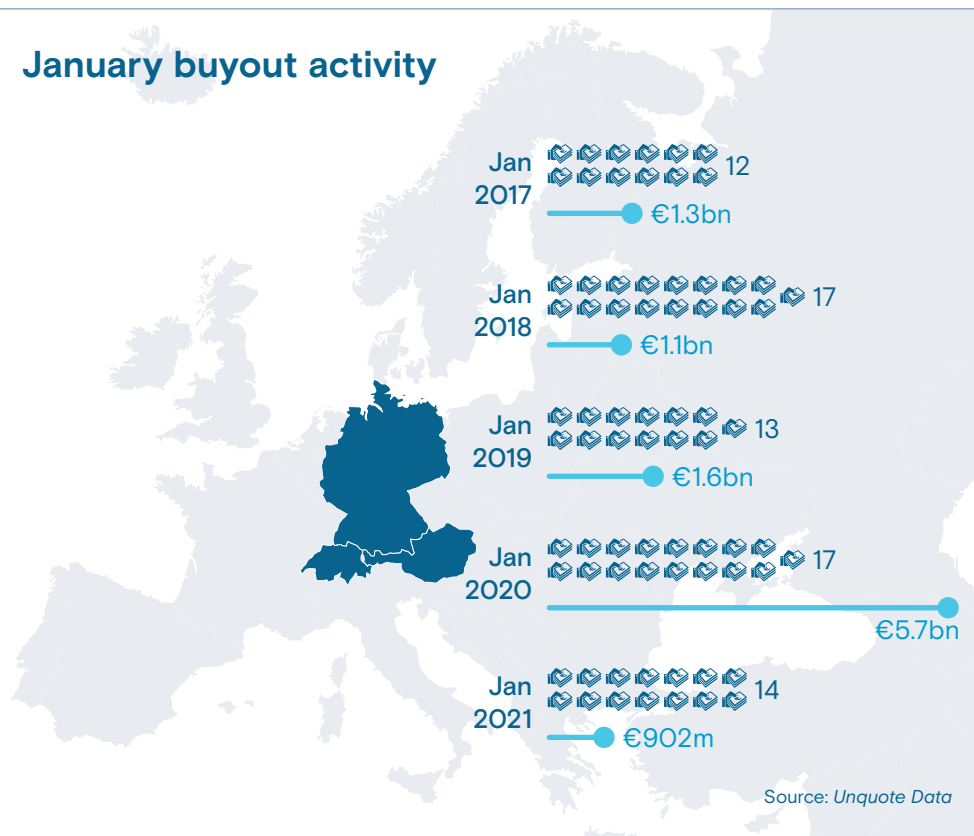 January buyout activity
Jan
2017
12
€1.3bn
Jan
2018
17
€1.1bn
Jan
2019
13
€1.6bn
Jan
2020
17
€5.7bn
Jan
2021
14
€902m
Source: Unquote Data